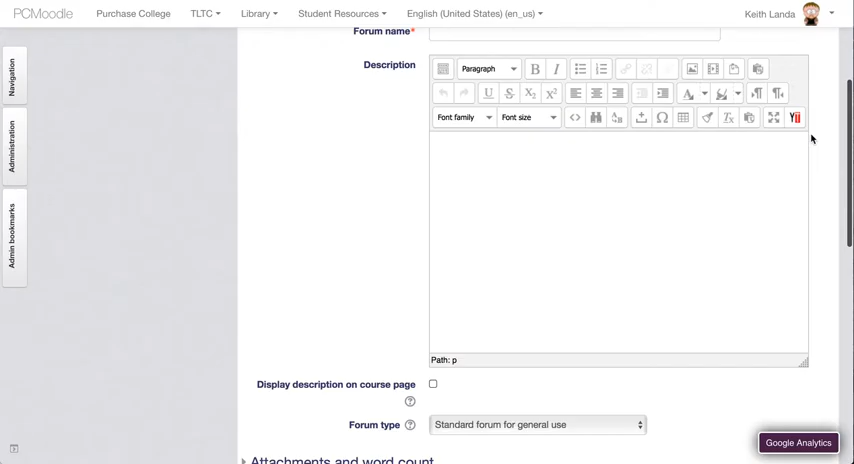 PCMoodle Purchase College TLTC Library Student Resources English (United States) (en_us) Keith Landa
Forum name*
Navigation
Administration
Admin bookmarks
Description
Paragraph B I
U S X2 X2
Font family Font size
Path: p
Display description on course page
Forum type Standard forum for general use
Google Analytics
Attachments and word count